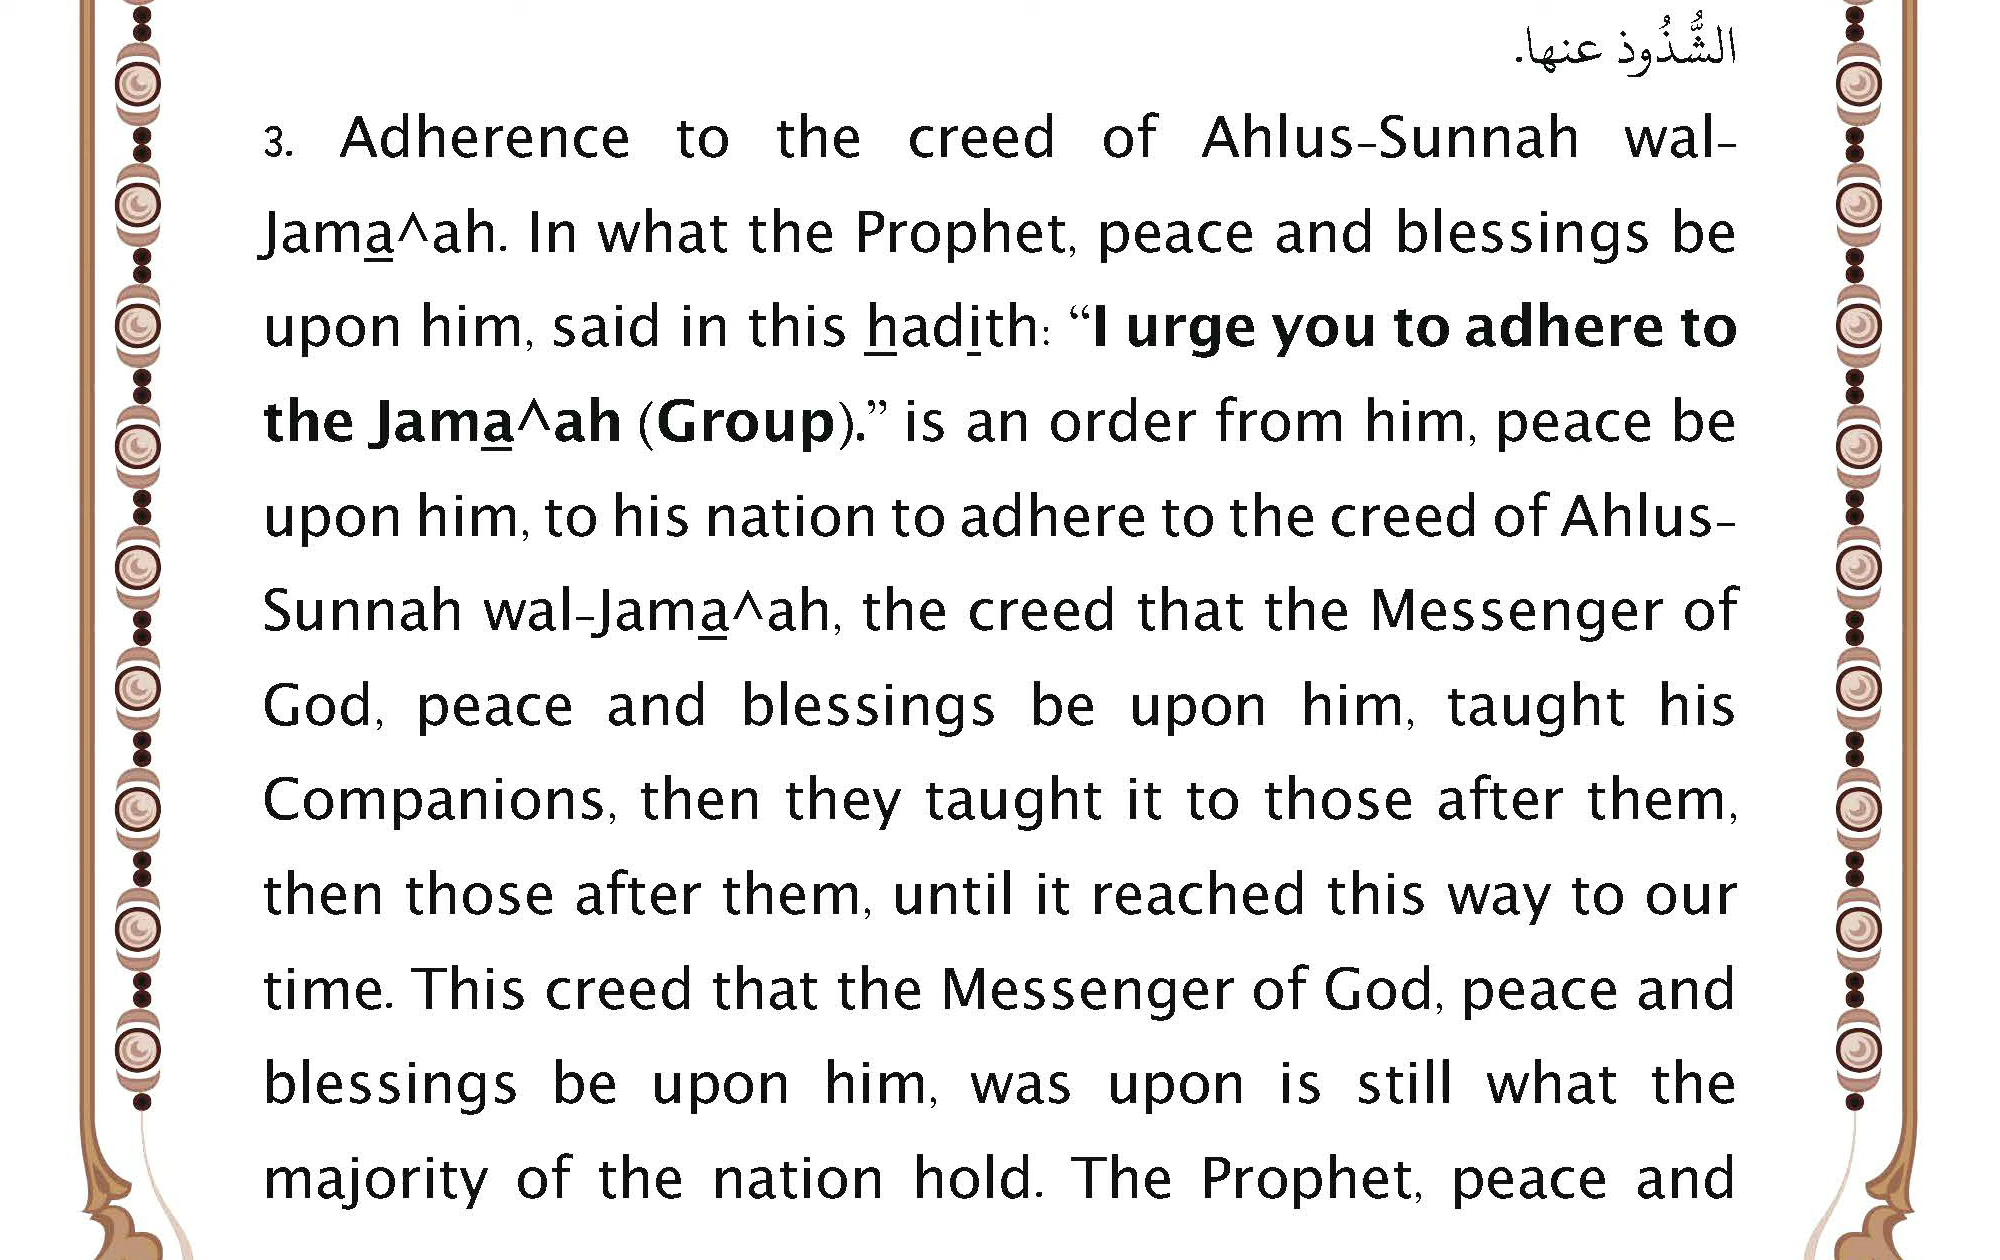 الشُّذُوذ عنها.
3. Adherence to the creed of Ahlus-Sunnah wal-
Jama̲^ah. In what the Prophet, peace and blessings be
upon him, said in this h̲adi̲th: “I urge you to adhere to
the Jama̲^ah (Group).” is an order from him, peace be
upon him, to his nation to adhere to the creed of Ahlus-
Sunnah wal-Jama̲^ah, the creed that the Messenger of
God, peace and blessings be upon him, taught his
Companions, then they taught it to those after them,
then those after them, until it reached this way to our
time. This creed that the Messenger of God, peace and
blessings be upon him, was upon is still what the
majority of the nation hold. The Prophet, peace and